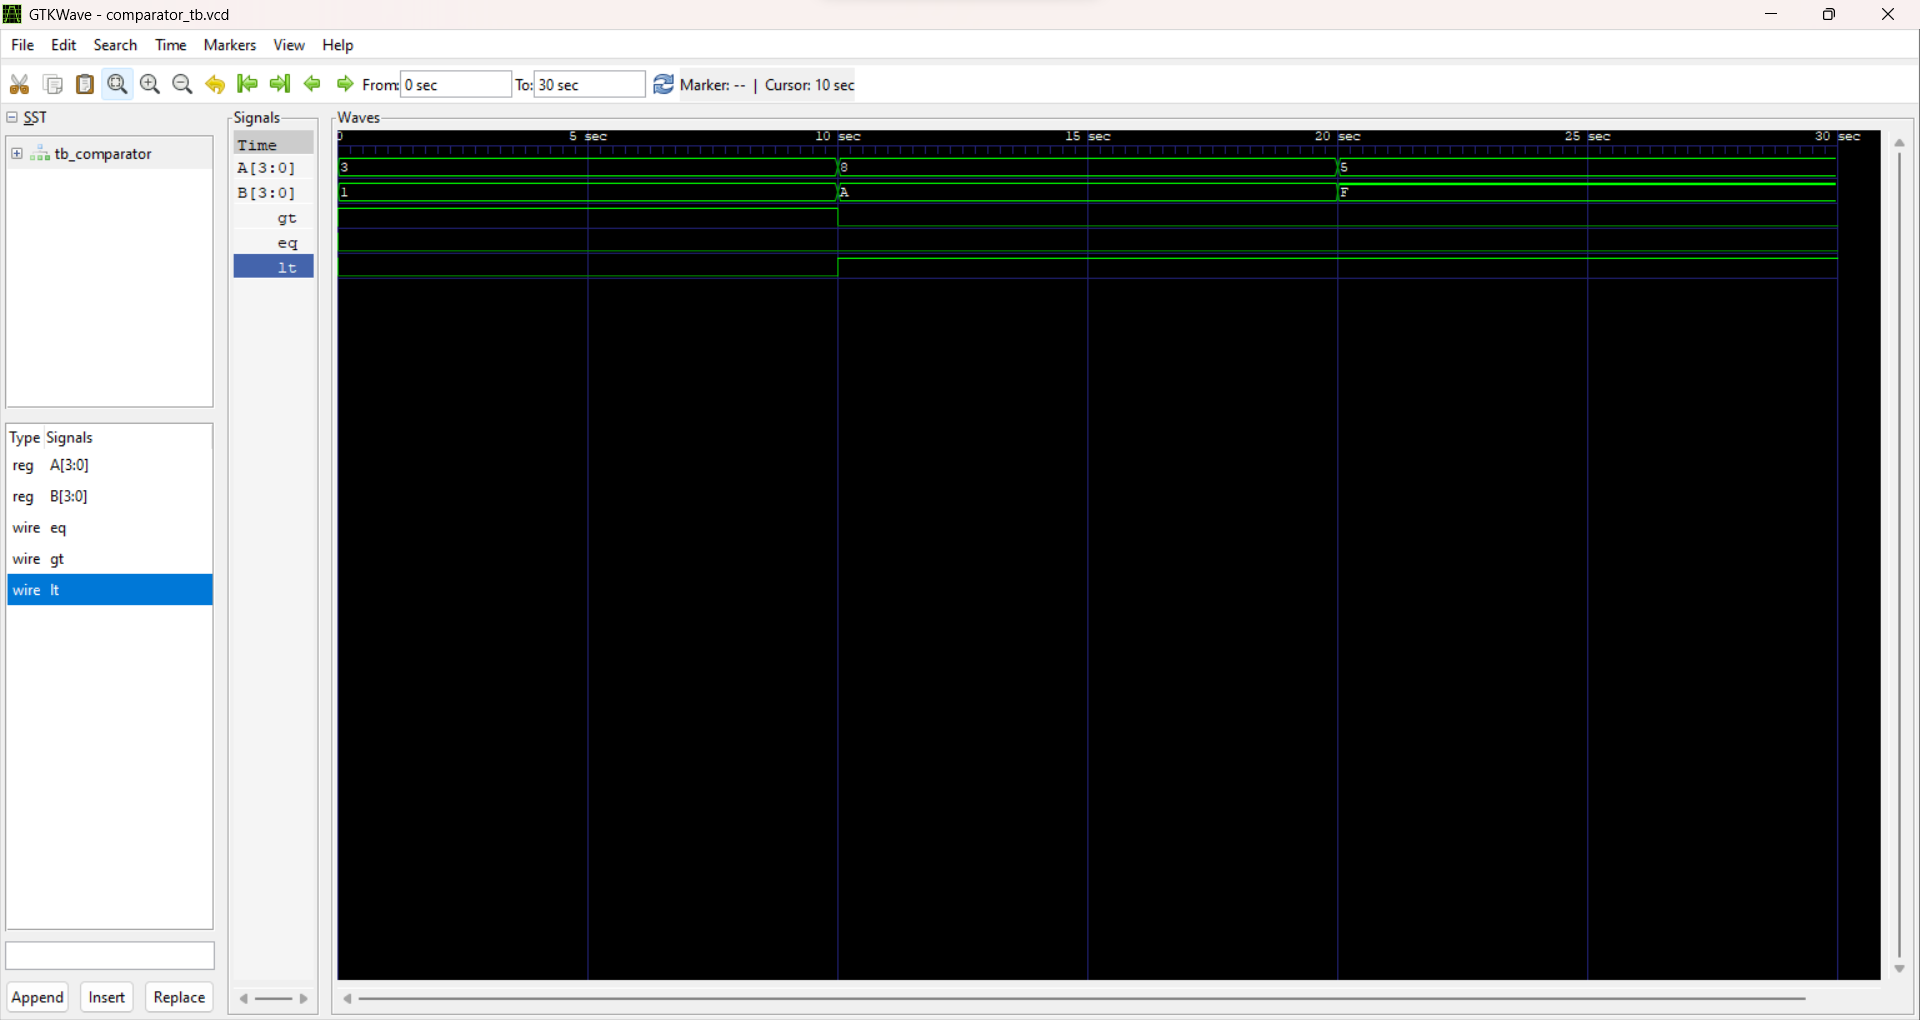 GTKWave - comparator_tb.vcd
File Edit Search Time Markers View Help
From: 0 sec To: 30 sec Marker: -- | Cursor: 10 sec
SST
tb_comparator
Type Signals
reg A[3:0]
reg B[3:0]
wire eq
wire gt
wire lt
Append Insert Replace
Signals
Time
A[3:0]
B[3:0]
gt
eq
lt
Waves
0 5 sec 10 sec 15 sec 20 sec 25 sec 30 sec
3 8 5
1 A F